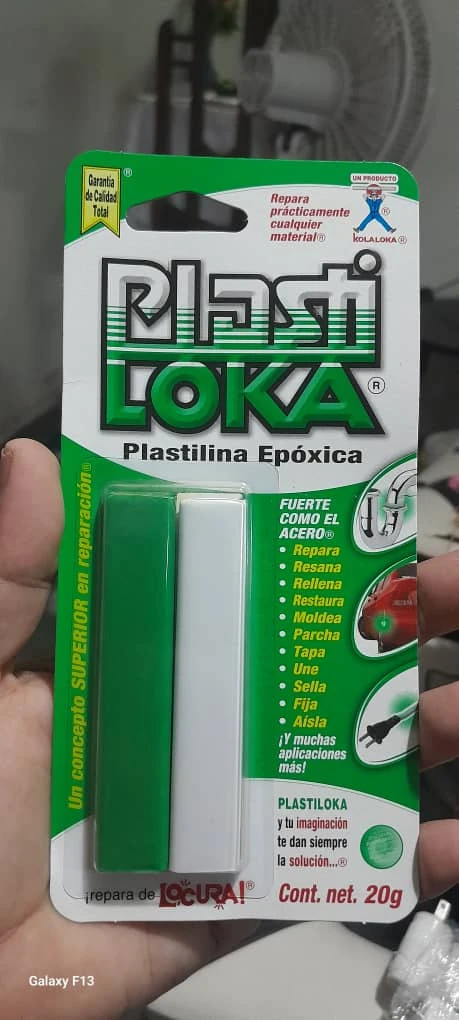 Garantía
de Calidad
Total
®
Repara
prácticamente
cualquier
material®
UN PRODUCTO
®
KOLALOKA®
Plasti
LOKA®
Plastilina Epóxica
Un concepto SUPERIOR en reparación®
FUERTE
COMO EL
ACERO®
• Repara
• Resana
• Rellena
• Restaura
• Moldea
• Parcha
• Tapa
• Une
• Sella
• Fija
• Aisla
¡Y muchas
aplicaciones
más!
PLASTILOKA
y tu imaginación
te dan siempre
la solución...®
¡repara de LOCURA!®
Cont. net. 20g
Galaxy F13